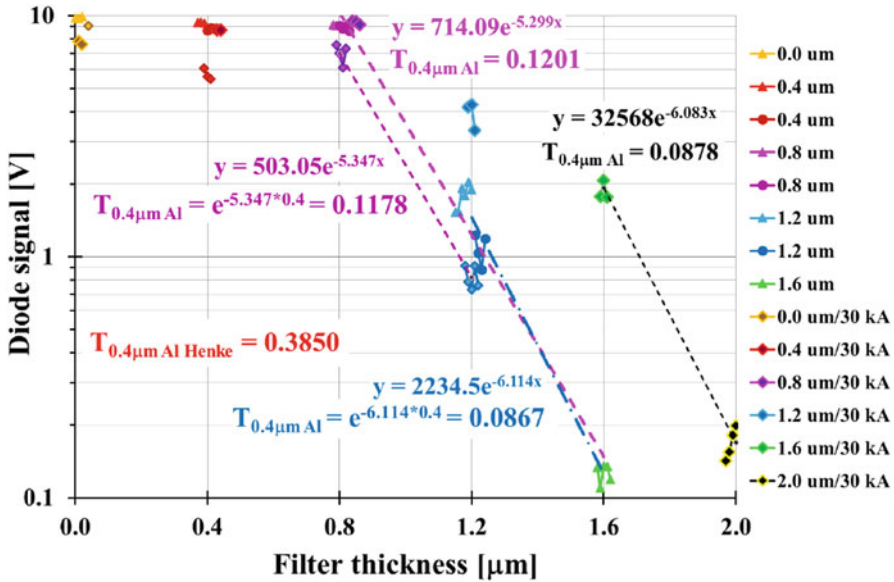 10
1
0.1
Diode signal [V]
0.0
0.4
0.8
1.2
1.6
2.0
Filter thickness [μm]
y = 714.09e-5.299x
T0.4μm Al = 0.1201
y = 32568e-6.083x
T0.4μm Al = 0.0878
y = 503.05e-5.347x
T0.4μm Al = e-5.347*0.4 = 0.1178
T0.4μm Al Henke = 0.3850
y = 2234.5e-6.114x
T0.4μm Al = e-6.114*0.4 = 0.0867
0.0 um
0.4 um
0.4 um
0.8 um
0.8 um
1.2 um
1.2 um
1.6 um
0.0 um/30 kA
0.4 um/30 kA
0.8 um/30 kA
1.2 um/30 kA
1.6 um/30 kA
2.0 um/30 kA